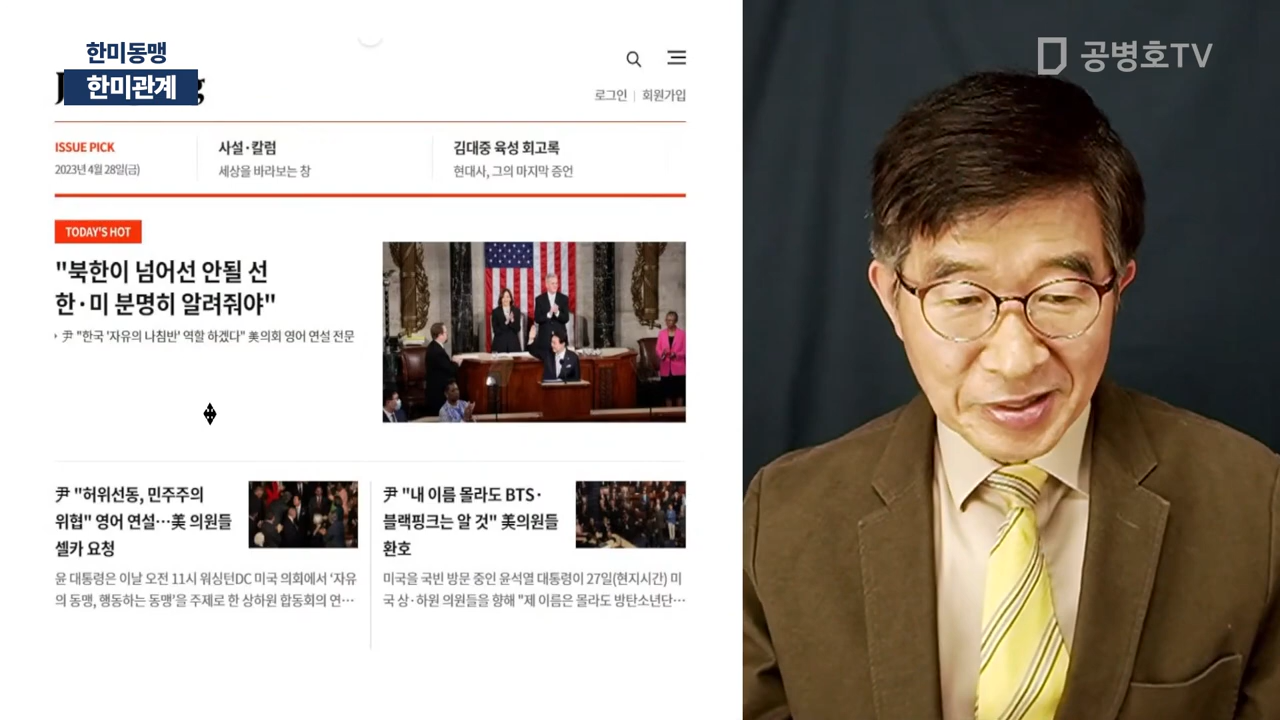 한미동맹
한미관계
로그인 | 회원가입
ISSUE PICK
2023년 4월 28일(금)
사설·칼럼
세상을 바라보는 창
김대중 육성 회고록
현대사, 그의 마지막 증언
TODAY'S HOT
"북한이 넘어선 안될 선
한·미 분명히 알려줘야"
尹 "한국 '자유의 나침반' 역할 하겠다" 美의회 영어 연설 전문
尹 "허위선동, 민주주의
위협" 영어 연설…美 의원들
셀카 요청
윤 대통령은 이날 오전 11시 워싱턴DC 미국 의회에서 '자유
의 동맹, 행동하는 동맹'을 주제로 한 상하원 합동회의 연…
尹 "내 이름 몰라도 BTS·
블랙핑크는 알 것" 美의원들
환호
미국을 국빈 방문 중인 윤석열 대통령이 27일(현지시간) 미
국 상·하원 의원들을 향해 "제 이름은 몰라도 방탄소년단…
공병호TV